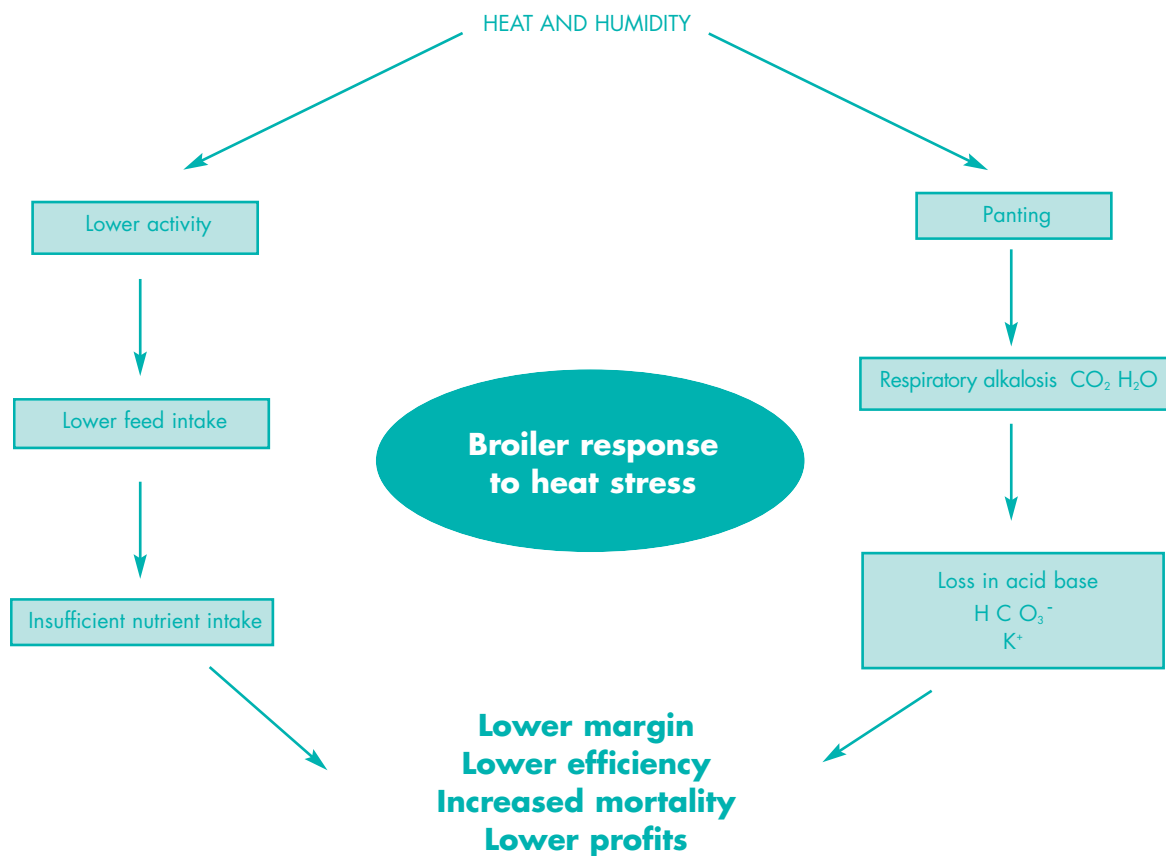 HEAT AND HUMIDITY
Lower activity
Panting
Lower feed intake
Respiratory alkalosis CO₂ H₂O
Broiler response
to heat stress
Insufficient nutrient intake
Loss in acid base
H C O₃⁻
K⁺
Lower margin
Lower efficiency
Increased mortality
Lower profits